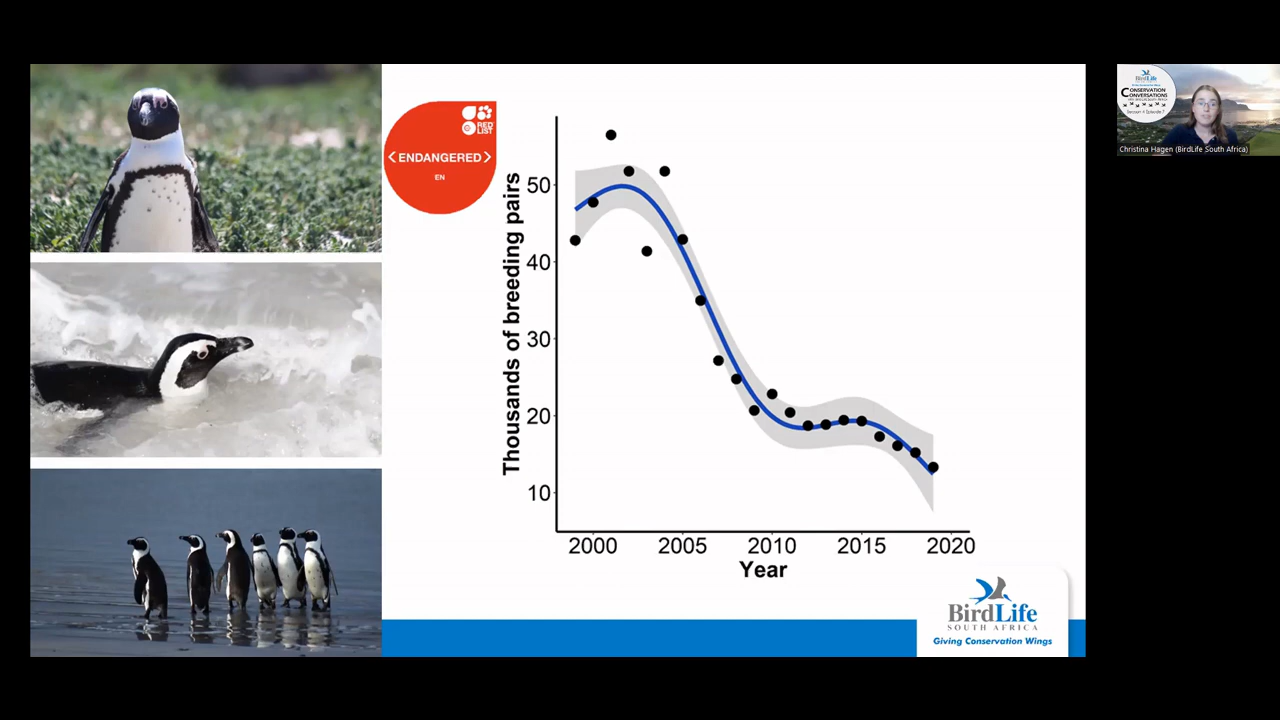 RED
LIST
<ENDANGERED>
EN
Thousands of breeding pairs
50
40
30
20
10
2000
2005
2010
2015
2020
Year
BirdLife
SOUTH AFRICA
Giving Conservation Wings
BirdLife
CONSERVATION
CONVERSATIONS
Christina Hagen (BirdLife South Africa)